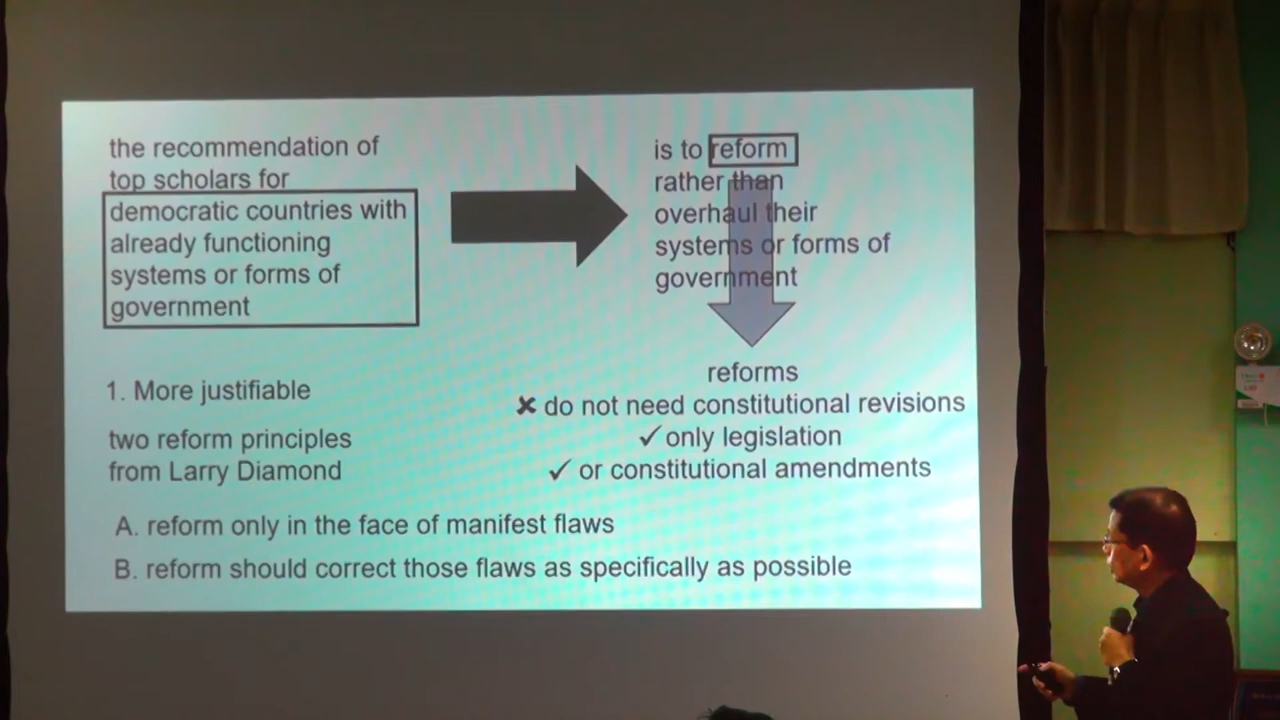 the recommendation of
top scholars for
democratic countries with
already functioning
systems or forms of
government
is to reform
rather than
overhaul their
systems or forms of
government
reforms
✘ do not need constitutional revisions
✓ only legislation
✓ or constitutional amendments
1. More justifiable
two reform principles
from Larry Diamond
A. reform only in the face of manifest flaws
B. reform should correct those flaws as specifically as possible